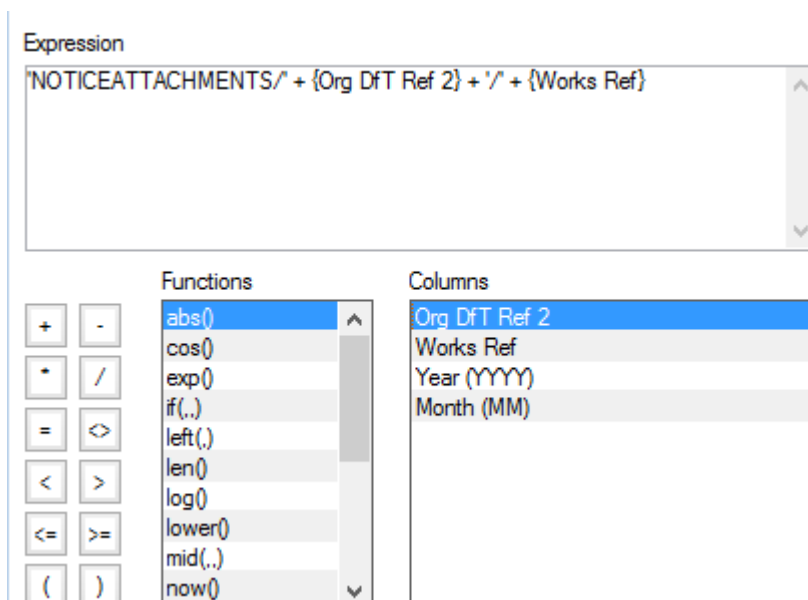 Expression
'NOTICEATTACHMENTS/' + {Org DfT Ref 2} + '/' + {Works Ref}
Functions
Columns
+ -
* /
= <>
< >
<= >=
( )
abs()
cos()
exp()
if(,,)
left(,)
len()
log()
lower()
mid(,,)
now()
Org DfT Ref 2
Works Ref
Year (YYYY)
Month (MM)